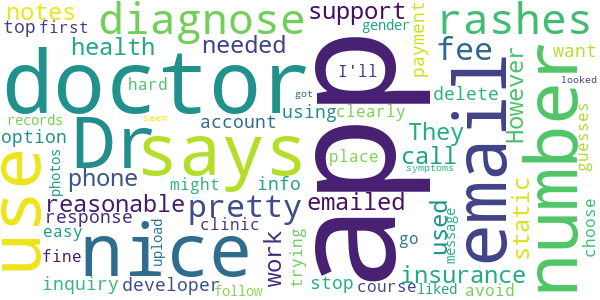 notes
top
first
diagnose
support
gender
payment
rashes
health
needed
I'll
fee
want
doctor
got
looked
hard
records
seem
using
clearly
delete
However
option
account
They
Dr
says
app
email
number
guesses
photos
phone
might
info
place
call
symptoms
use
reasonable
pretty
emailed
used
message
static
choose
response
upload
clinic
trying
go
insurance
easy
nice
work
fine
stop
course
liked
avoid
inquiry
developer
follow